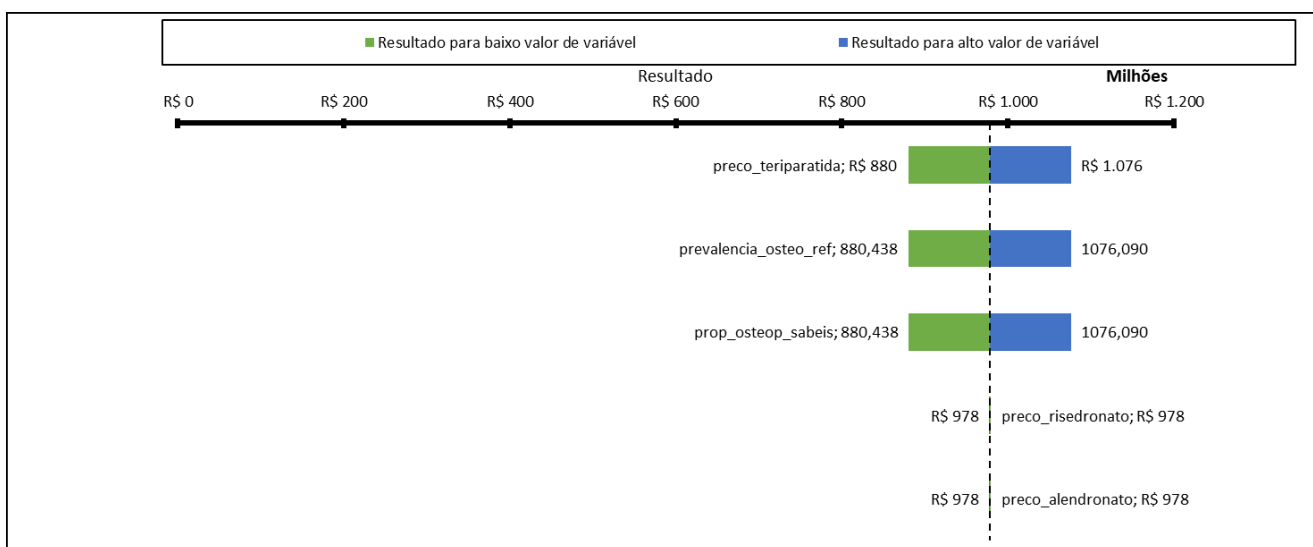 Resultado para baixo valor de variável Resultado para alto valor de variável
Resultado Milhões
R$ 0 R$ 200 R$ 400 R$ 600 R$ 800 R$ 1.000 R$ 1.200
preco_teriparatida; R$ 880 R$ 1.076
prevalencia_osteo_ref; 880,438 1076,090
prop_osteop_sabeis; 880,438 1076,090
R$ 978 preco_risedronato; R$ 978
R$ 978 preco_alendronato; R$ 978